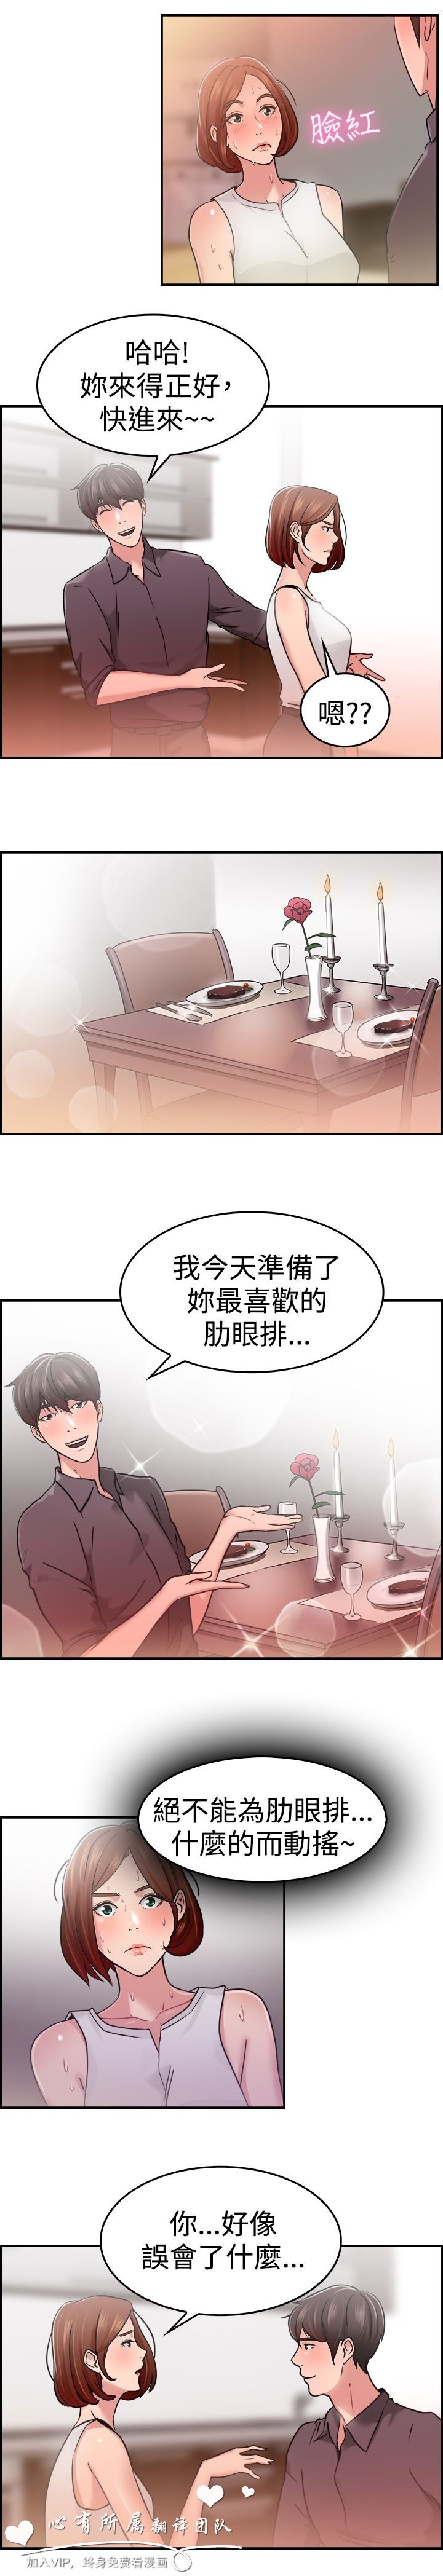 臉紅
哈哈!
妳來得正好,
快進來~~
嗯??
我今天準備了
妳最喜歡的
肋眼排...
絕不能為肋眼排...
什麼的而動搖~
你...好像
誤會了什麼...
心有所属翻译团队
加入VIP，终身免费看漫画